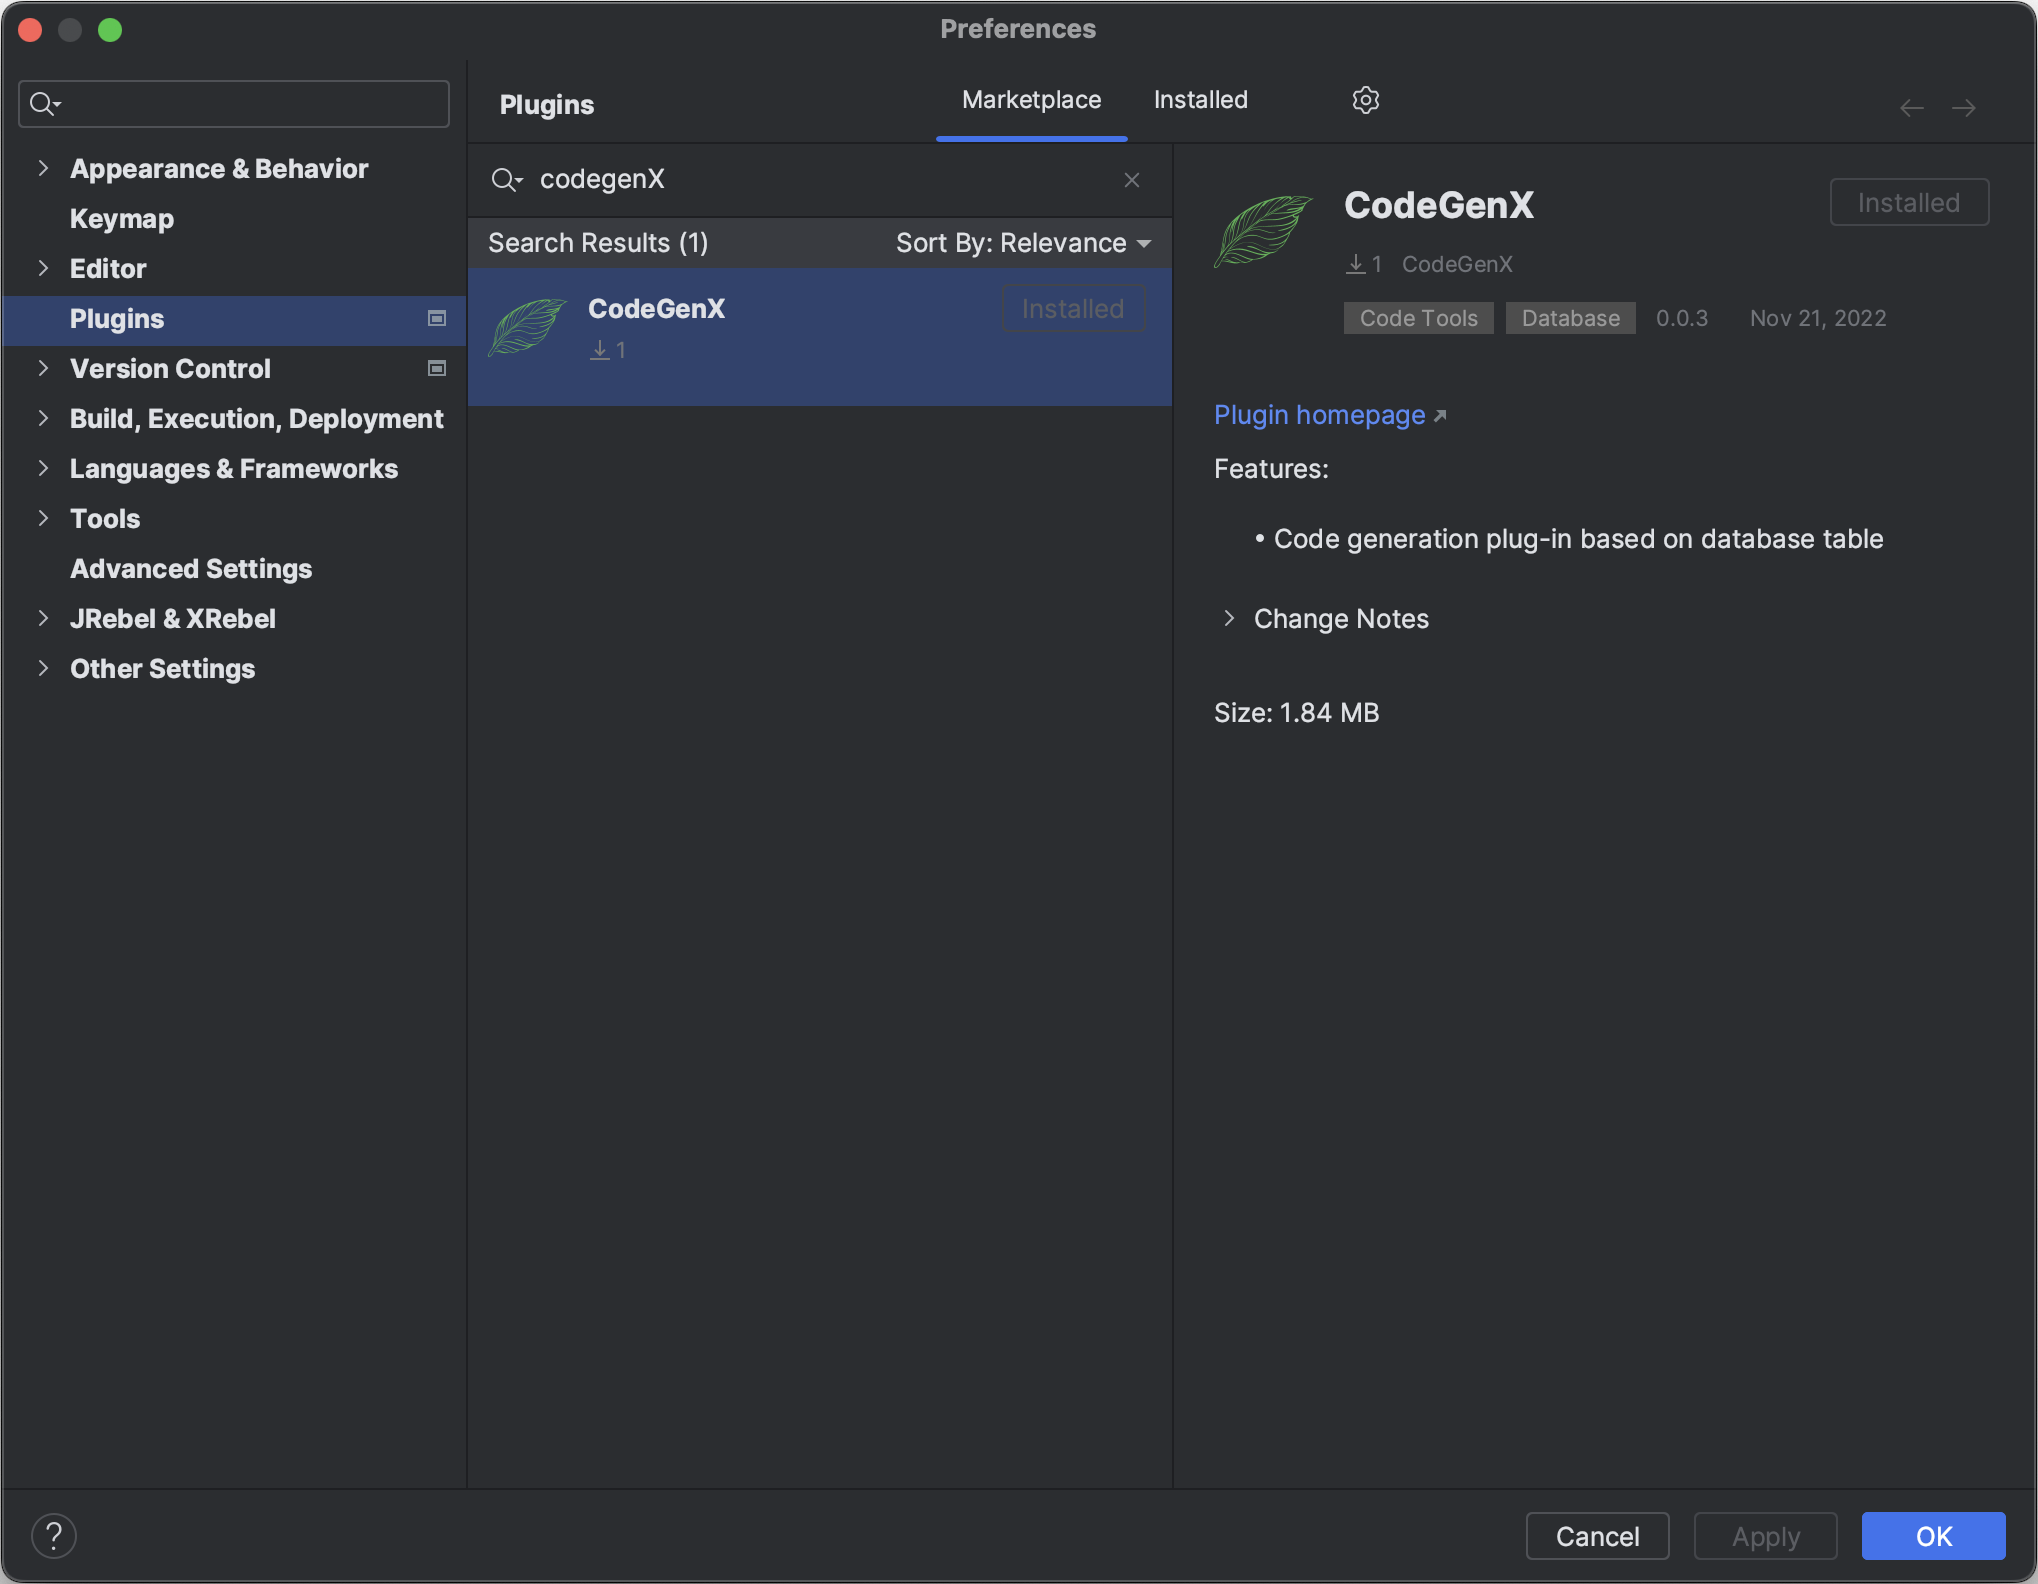 Preferences
Plugins
Marketplace
Installed
Appearance & Behavior
Keymap
Editor
Plugins
Version Control
Build, Execution, Deployment
Languages & Frameworks
Tools
Advanced Settings
JRebel & XRebel
Other Settings
codegenX
Search Results (1)
Sort By: Relevance
CodeGenX
Installed
1
CodeGenX
Installed
1 CodeGenX
Code Tools Database 0.0.3 Nov 21, 2022
Plugin homepage
Features:
• Code generation plug-in based on database table
Change Notes
Size: 1.84 MB
?
Cancel
Apply
OK